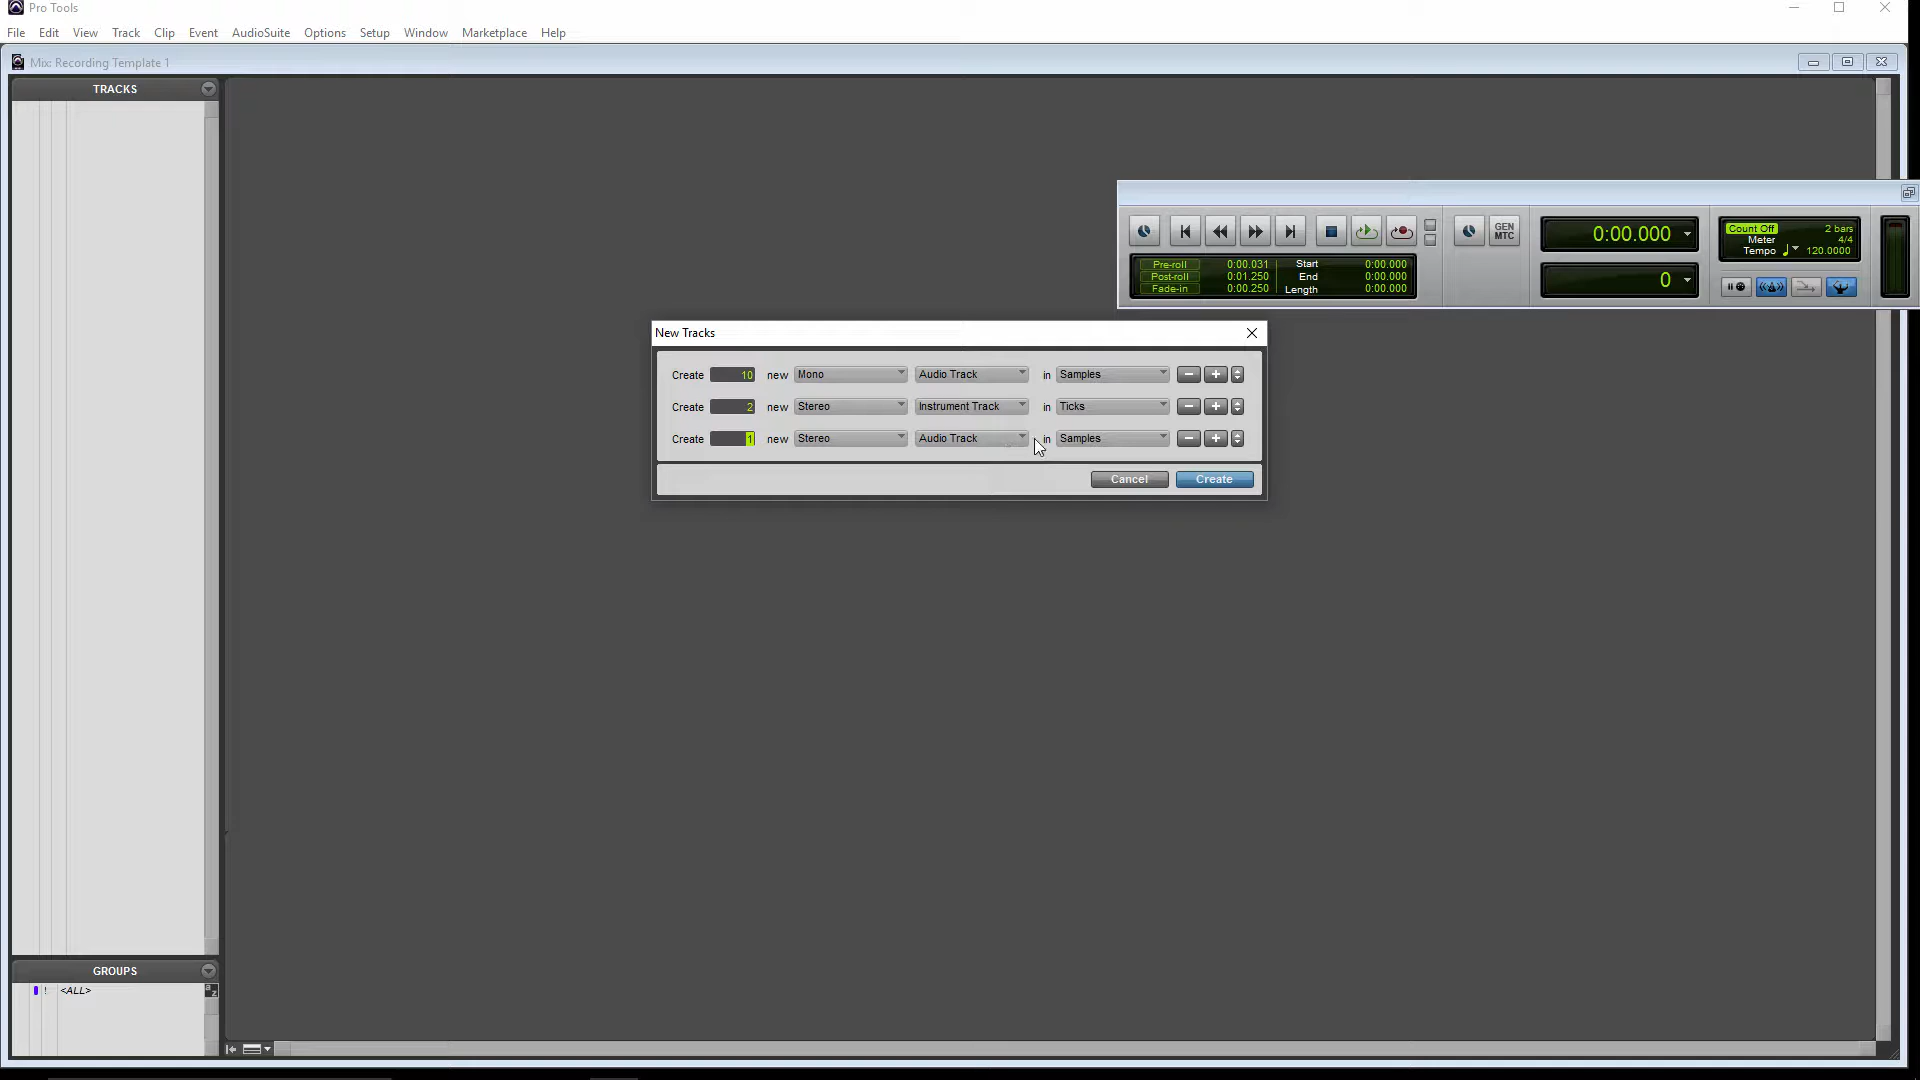 Pro Tools
File Edit View Track Clip Event AudioSuite Options Setup Window Marketplace Help
Mix: Recording Template 1
TRACKS
GEN MTC
0:00.000
Count Off 2 bars
Meter 4/4
Tempo 120.0000
Pre-roll 0:00.031 Start 0:00.000
Post-roll 0:01.250 End 0:00.000
Fade-in 0:00.250 Length 0:00.000
0
New Tracks
Create 10 new Mono Audio Track in Samples
Create 2 new Stereo Instrument Track in Ticks
Create 1 new Stereo Audio Track in Samples
Cancel Create
GROUPS
! <ALL>
a z